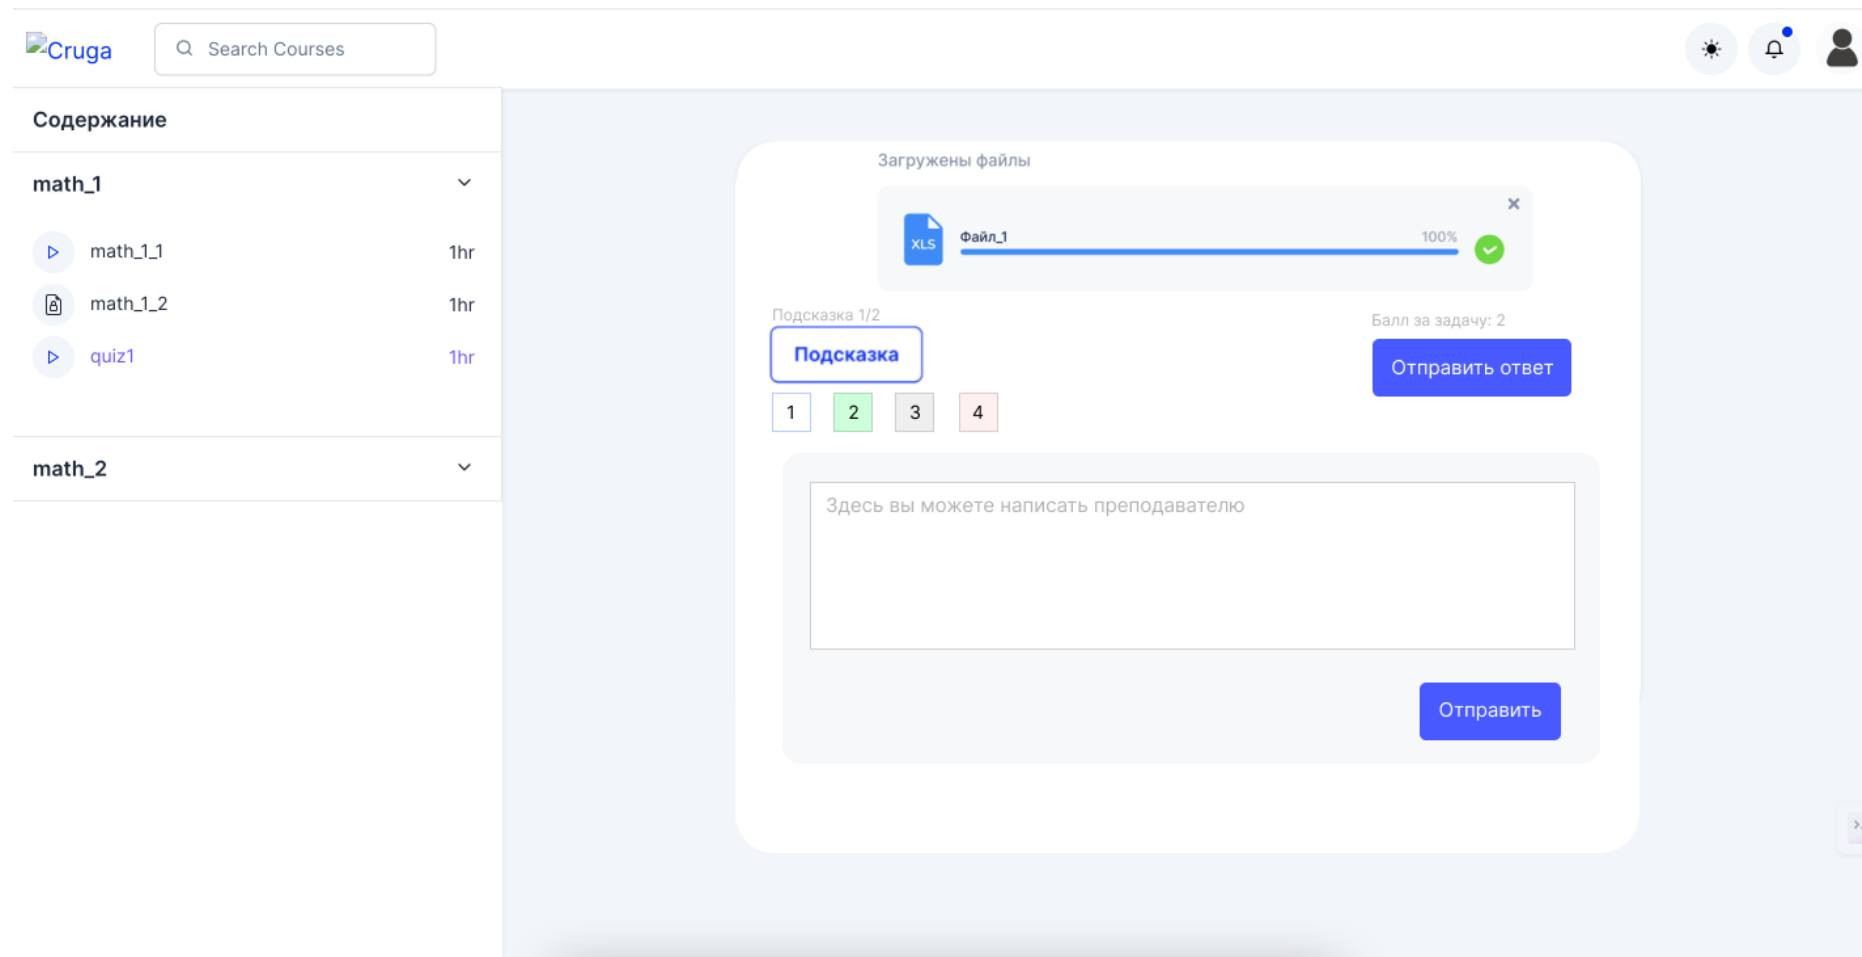 Cruga
Search Courses
Содержание
math_1
math_1_1 1hr
math_1_2 1hr
quiz1 1hr
math_2
Загружены файлы
XLS
Файл_1 100%
Подсказка 1/2
Подсказка
Балл за задачу: 2
Отправить ответ
1 2 3 4
Здесь вы можете написать преподавателю
Отправить